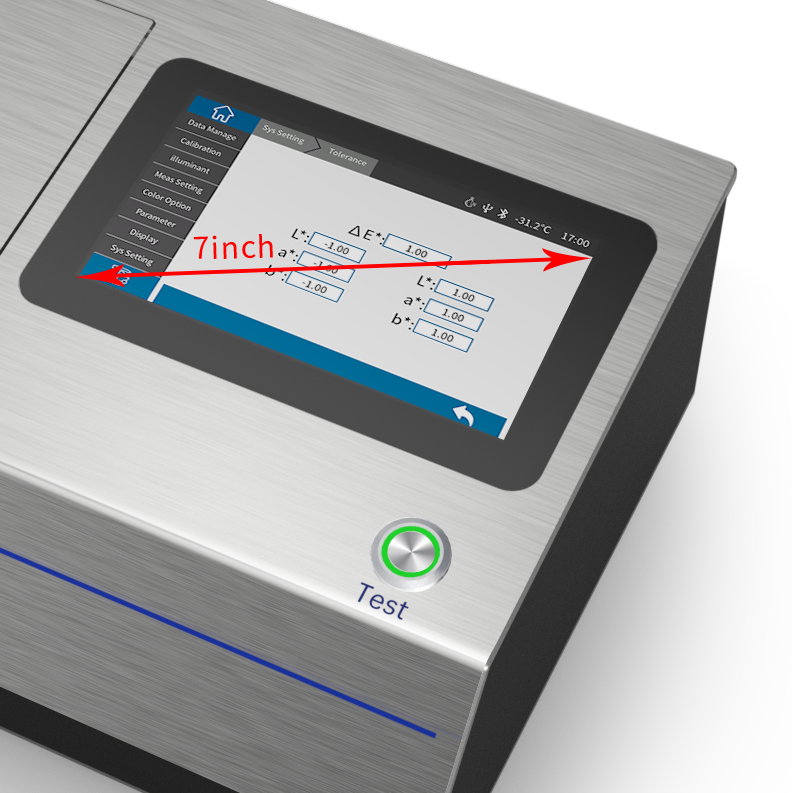 Sys Setting
Tolerance
-31.2℃ 17:00
Data Manage
Calibration
illuminant
Meas Setting
Color Option
Parameter
Display
Sys Setting
7inch
ΔE*: 1.00
L*: -1.00
a*: -1.00
b*: -1.00
L*: 1.00
a*: 1.00
b*: 1.00
Test